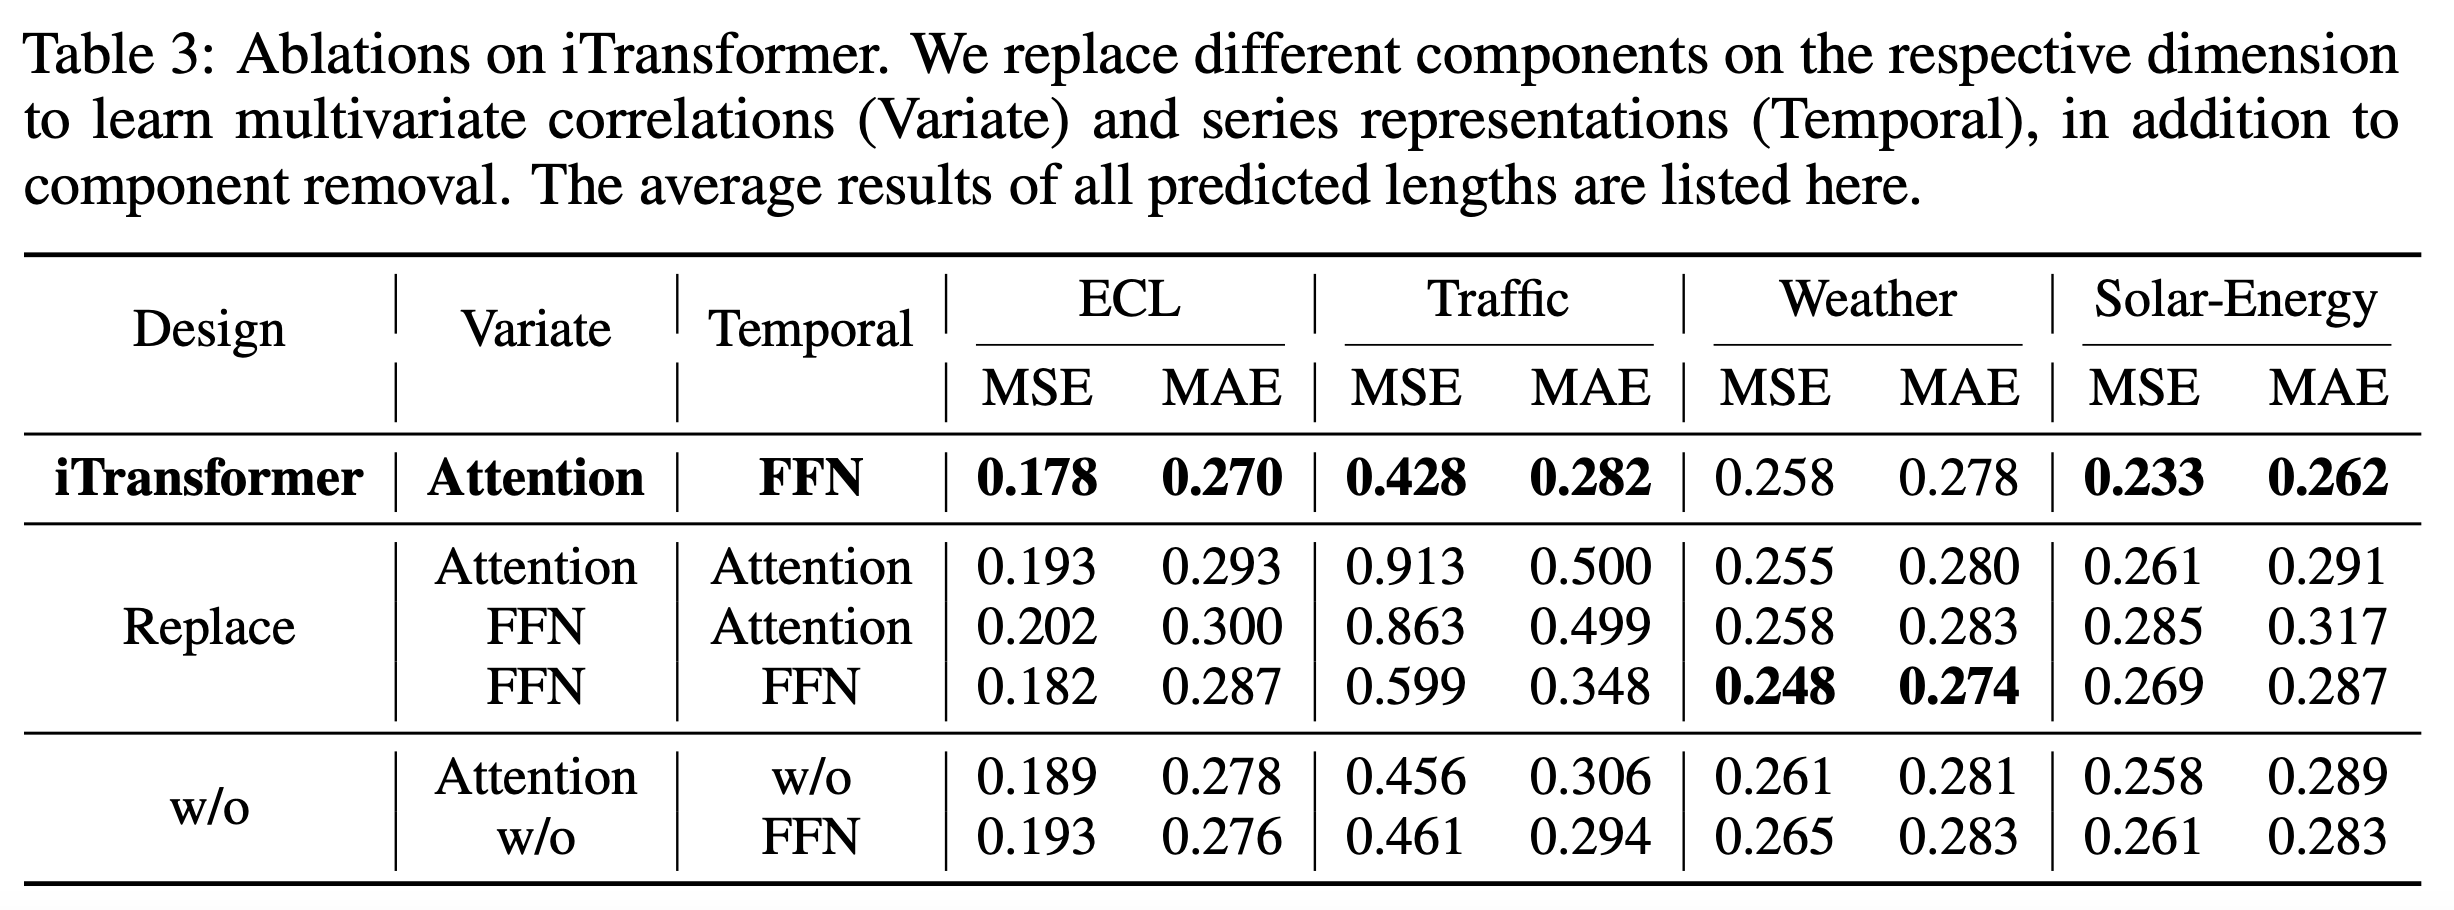 Table 3: Ablations on iTransformer. We replace different components on the respective dimension
to learn multivariate correlations (Variate) and series representations (Temporal), in addition to
component removal. The average results of all predicted lengths are listed here.
Design Variate Temporal ECL Traffic Weather Solar-Energy
MSE MAE MSE MAE MSE MAE MSE MAE
iTransformer Attention FFN 0.178 0.270 0.428 0.282 0.258 0.278 0.233 0.262
Attention Attention 0.193 0.293 0.913 0.500 0.255 0.280 0.261 0.291
Replace FFN Attention 0.202 0.300 0.863 0.499 0.258 0.283 0.285 0.317
FFN FFN 0.182 0.287 0.599 0.348 0.248 0.274 0.269 0.287
w/o Attention w/o 0.189 0.278 0.456 0.306 0.261 0.281 0.258 0.289
w/o FFN 0.193 0.276 0.461 0.294 0.265 0.283 0.261 0.283